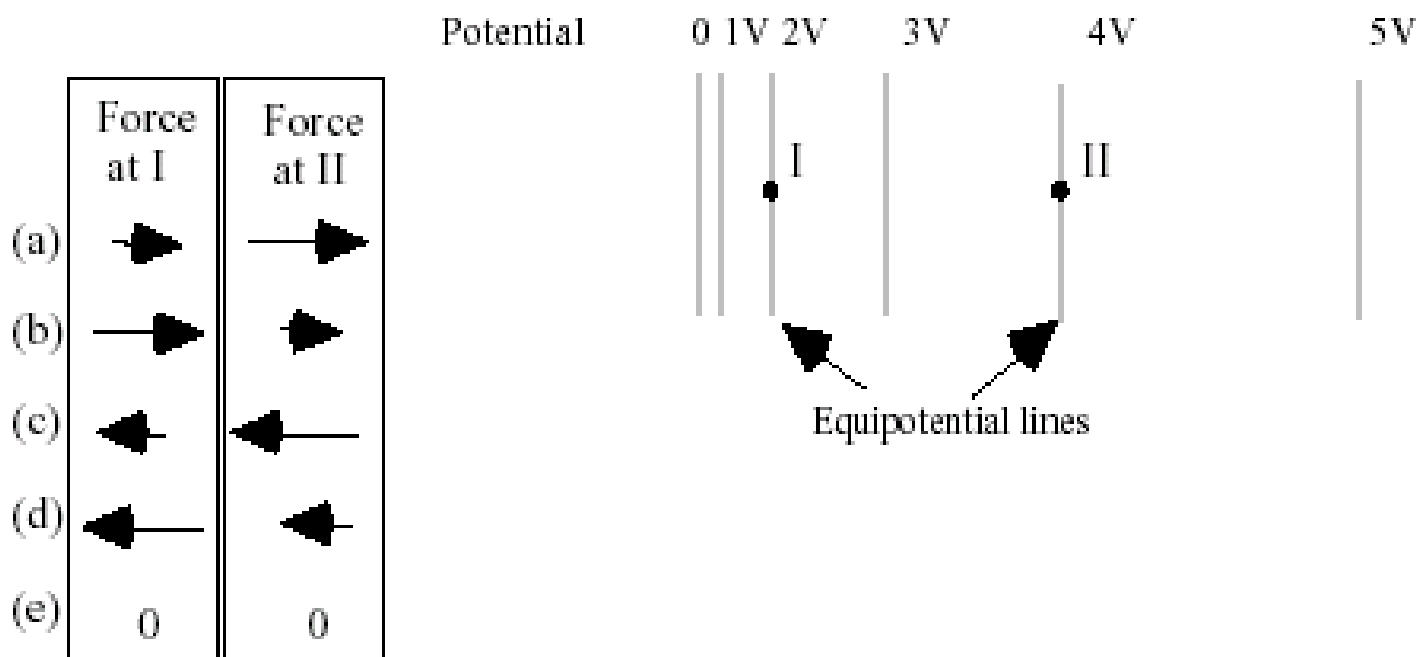 Potential 0 1V 2V 3V 4V 5V
Force at I
Force at II
I
II
(a)
(b)
(c)
(d)
(e) 0 0
Equipotential lines